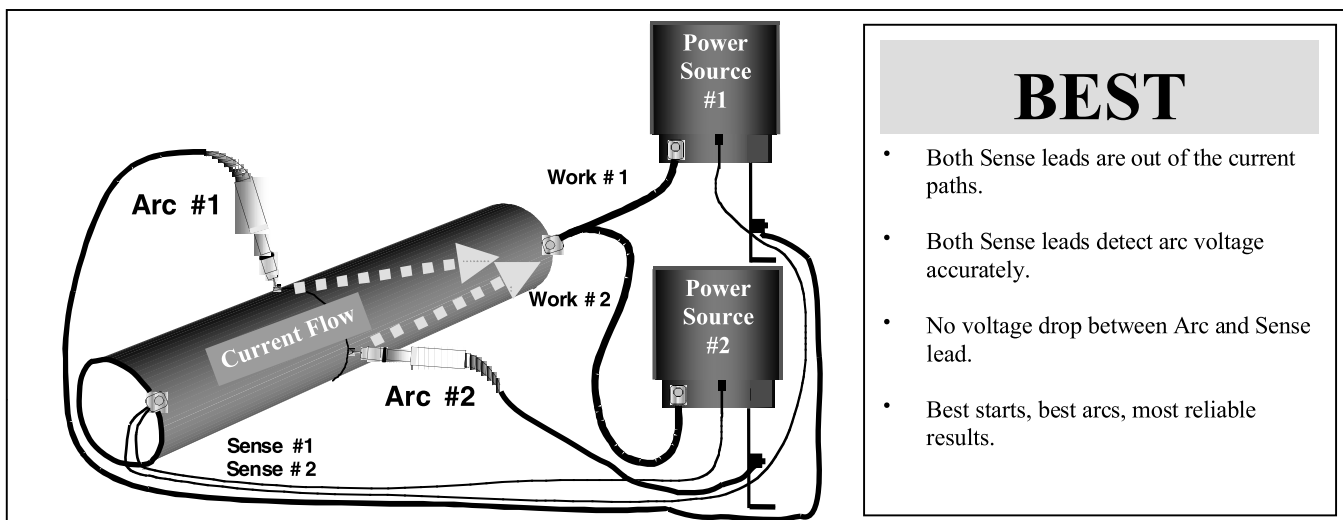 Power
Source
#1
Work # 1
Arc #1
Current Flow
Work # 2
Power
Source
#2
Arc #2
Sense #1
Sense # 2
BEST
• Both Sense leads are out of the current
paths.
• Both Sense leads detect arc voltage
accurately.
• No voltage drop between Arc and Sense
lead.
• Best starts, best arcs, most reliable
results.